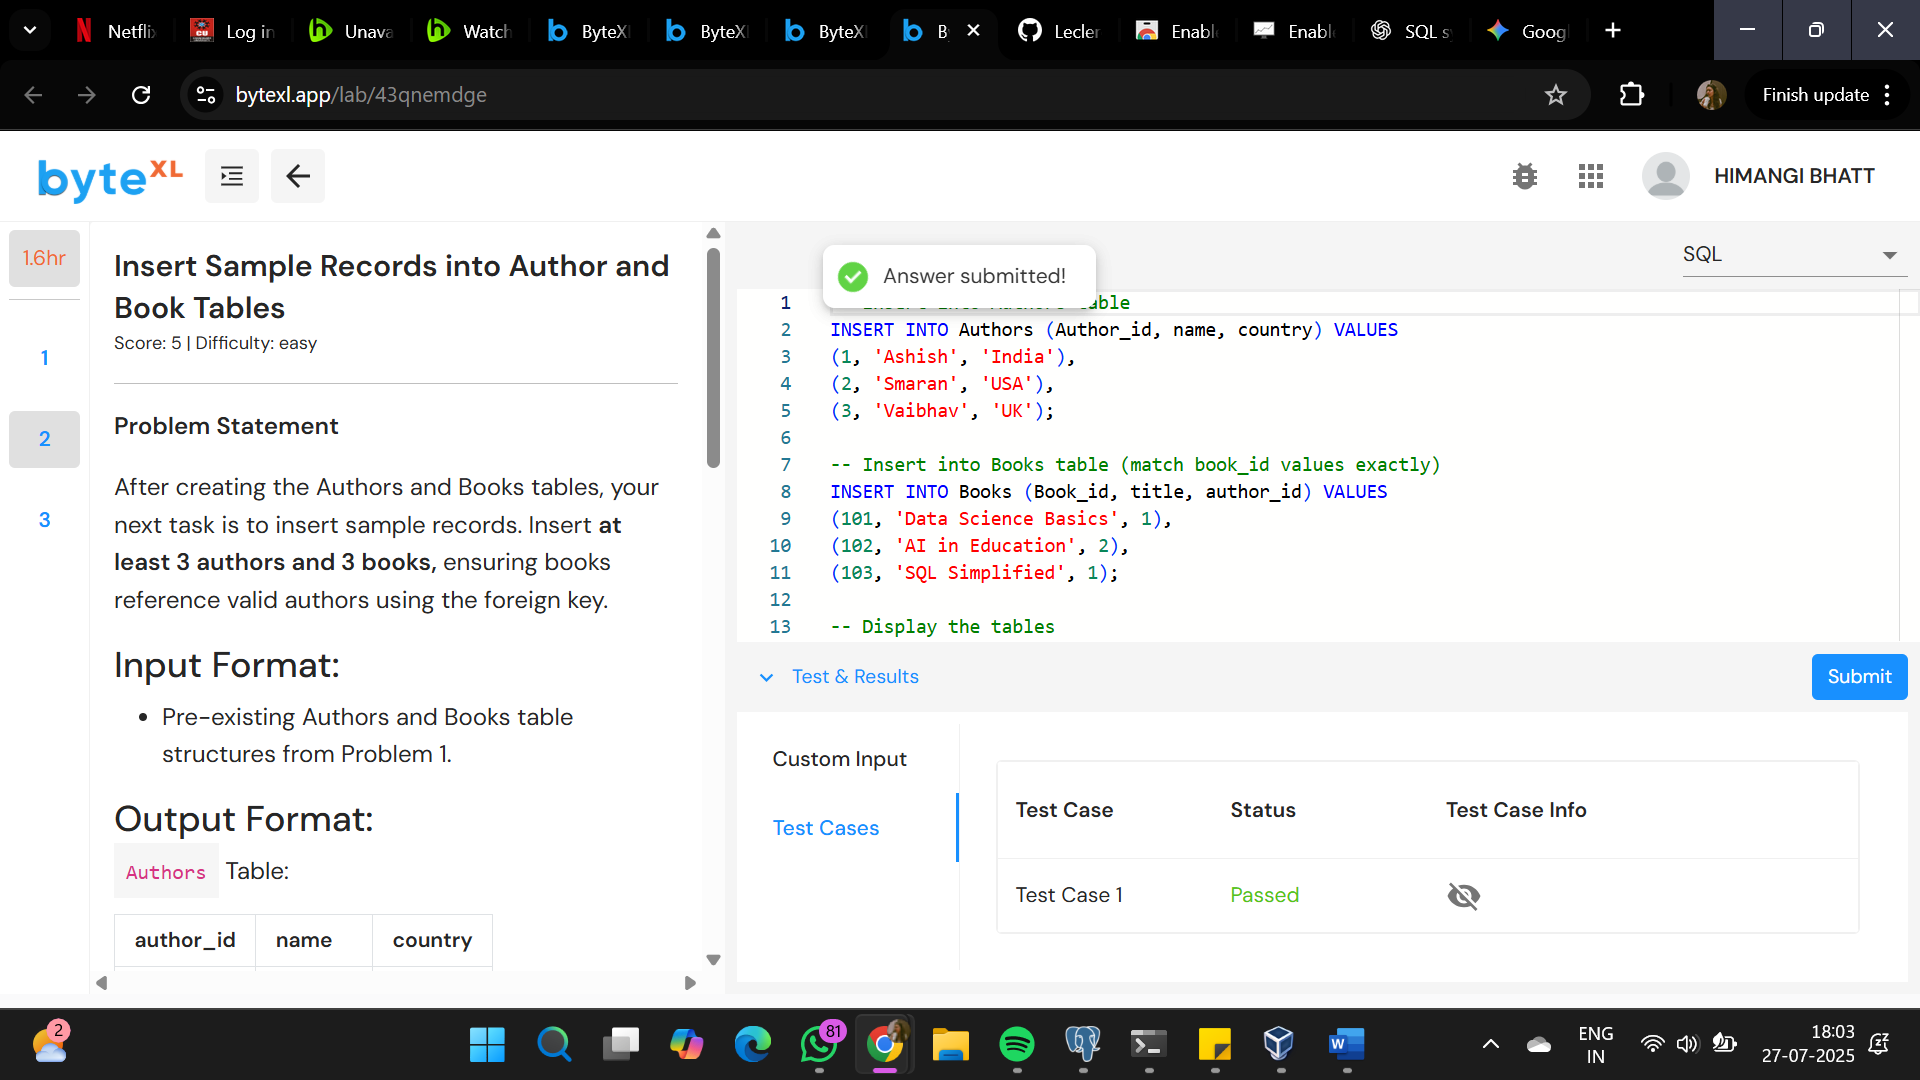 Netflix
Log in
Unava
Watch
ByteXl
ByteXl
ByteXl
B
Lecler
Enable
Enable
SQL s
Googl
bytexl.app/lab/43qnemdge
Finish update
byteXL
HIMANGI BHATT
1.6hr
1
2
3
Insert Sample Records into Author and
Book Tables
Score: 5 | Difficulty: easy
Problem Statement
After creating the Authors and Books tables, your
next task is to insert sample records. Insert at
least 3 authors and 3 books, ensuring books
reference valid authors using the foreign key.
Input Format:
• Pre-existing Authors and Books table
structures from Problem 1.
Output Format:
Authors Table:
author_id name country
Answer submitted!
SQL
1
2 INSERT INTO Authors (Author_id, name, country) VALUES
3 (1, 'Ashish', 'India'),
4 (2, 'Smaran', 'USA'),
5 (3, 'Vaibhav', 'UK');
6
7 -- Insert into Books table (match book_id values exactly)
8 INSERT INTO Books (Book_id, title, author_id) VALUES
9 (101, 'Data Science Basics', 1),
10 (102, 'AI in Education', 2),
11 (103, 'SQL Simplified', 1);
12
13 -- Display the tables
Test & Results
Submit
Custom Input
Test Cases
Test Case Status Test Case Info
Test Case 1 Passed
2
81
ENG
IN
18:03
27-07-2025